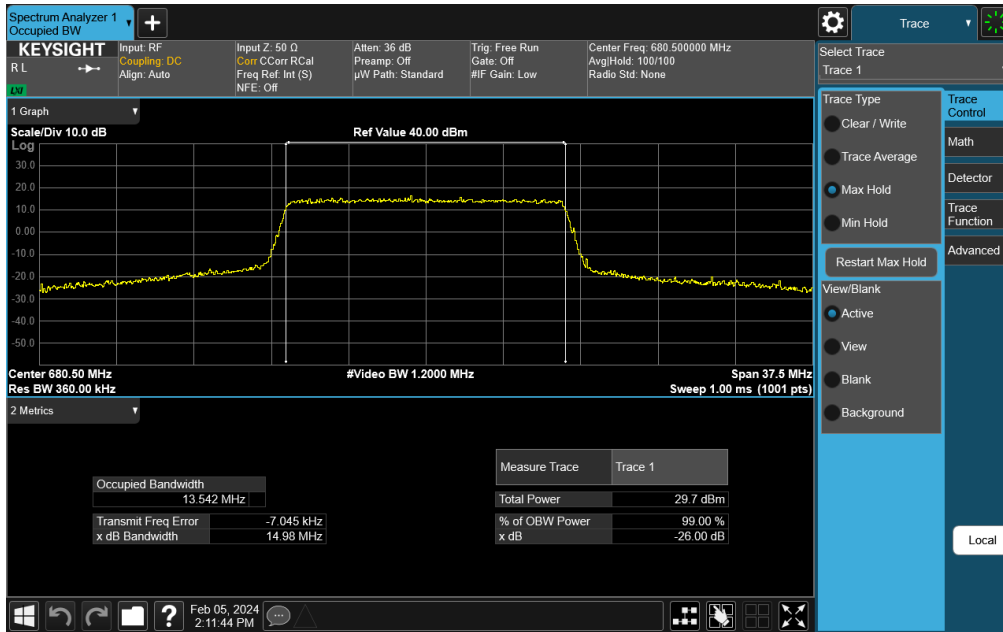 Spectrum Analyzer 1
Occupied BW
+
KEYSIGHT
R L
LXI
Input: RF
Coupling: DC
Align: Auto
Input Z: 50 Ω
Corr CCorr RCal
Freq Ref: Int (S)
NFE: Off
Atten: 36 dB
Preamp: Off
µW Path: Standard
Trig: Free Run
Gate: Off
#IF Gain: Low
Center Freq: 680.500000 MHz
Avg|Hold: 100/100
Radio Std: None
1 Graph
Scale/Div 10.0 dB
Ref Value 40.00 dBm
Log
30.0
20.0
10.0
0.00
-10.0
-20.0
-30.0
-40.0
-50.0
Center 680.50 MHz
#Video BW 1.2000 MHz
Span 37.5 MHz
Res BW 360.00 kHz
Sweep 1.00 ms (1001 pts)
2 Metrics
Occupied Bandwidth
13.542 MHz
Transmit Freq Error -7.045 kHz
x dB Bandwidth 14.98 MHz
Measure Trace Trace 1
Total Power 29.7 dBm
% of OBW Power 99.00 %
x dB -26.00 dB
?
Feb 05, 2024
2:11:44 PM
Trace
Select Trace
Trace 1
Trace Type
Clear / Write
Trace Average
Max Hold
Min Hold
Restart Max Hold
View/Blank
Active
View
Blank
Background
Trace
Control
Math
Detector
Trace
Function
Advanced
Local